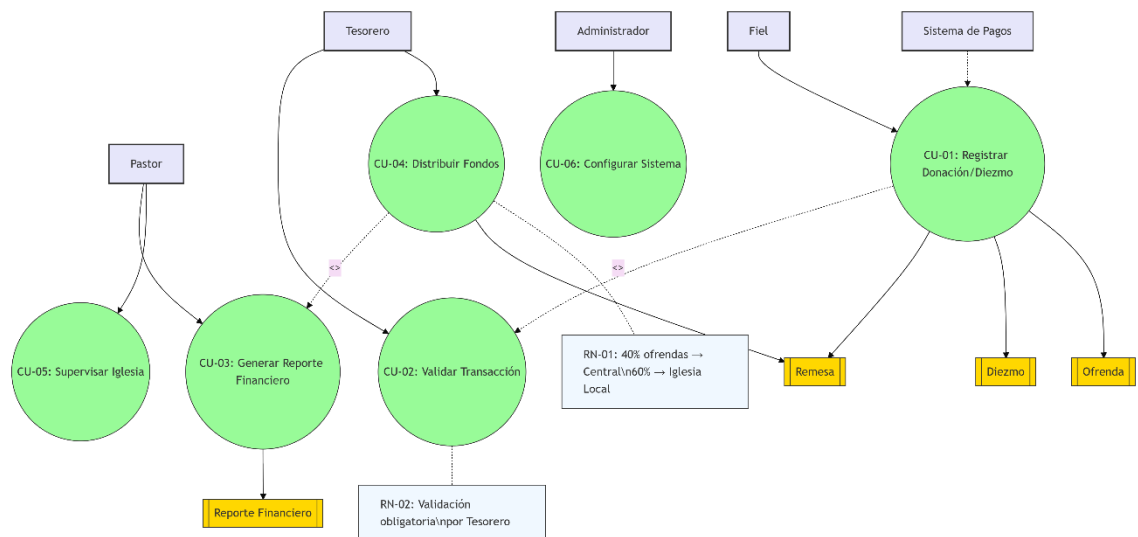 Tesorero
Administrador
Fiel
Sistema de Pagos
Pastor
CU-04: Distribuir Fondos
CU-06: Configurar Sistema
CU-01: Registrar
Donación/Diezmo
<>
<>
CU-05: Supervisar Iglesia
CU-03: Generar Reporte
Financiero
CU-02: Validar Transacción
RN-01: 40% ofrendas →
Central\n60% → Iglesia
Local
Remesa
Diezmo
Ofrenda
Reporte Financiero
RN-02: Validación
obligatoria\npor Tesorero